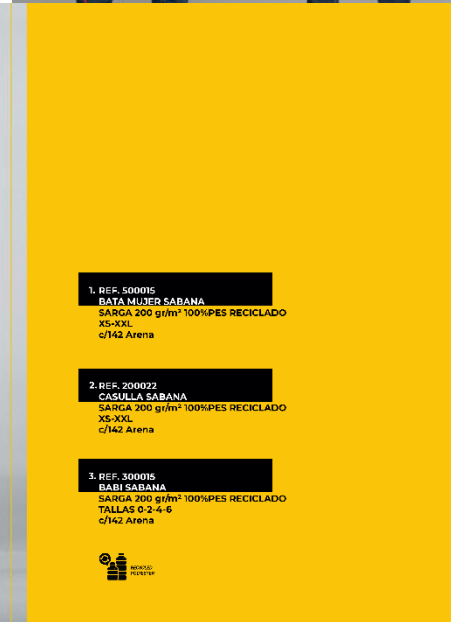 1. REF. 500015
BATA MUJER SABANA
SARGA 200 gr/m² 100%PES RECICLADO
XS-XXL
c/142 Arena
2. REF. 200022
CASULLA SABANA
SARGA 200 gr/m² 100%PES RECICLADO
XS-XXL
c/142 Arena
3. REF. 300015
BABI SABANA
SARGA 200 gr/m² 100%PES RECICLADO
TALLAS 0-2-4-6
c/142 Arena
RECYCLED
POLYESTER